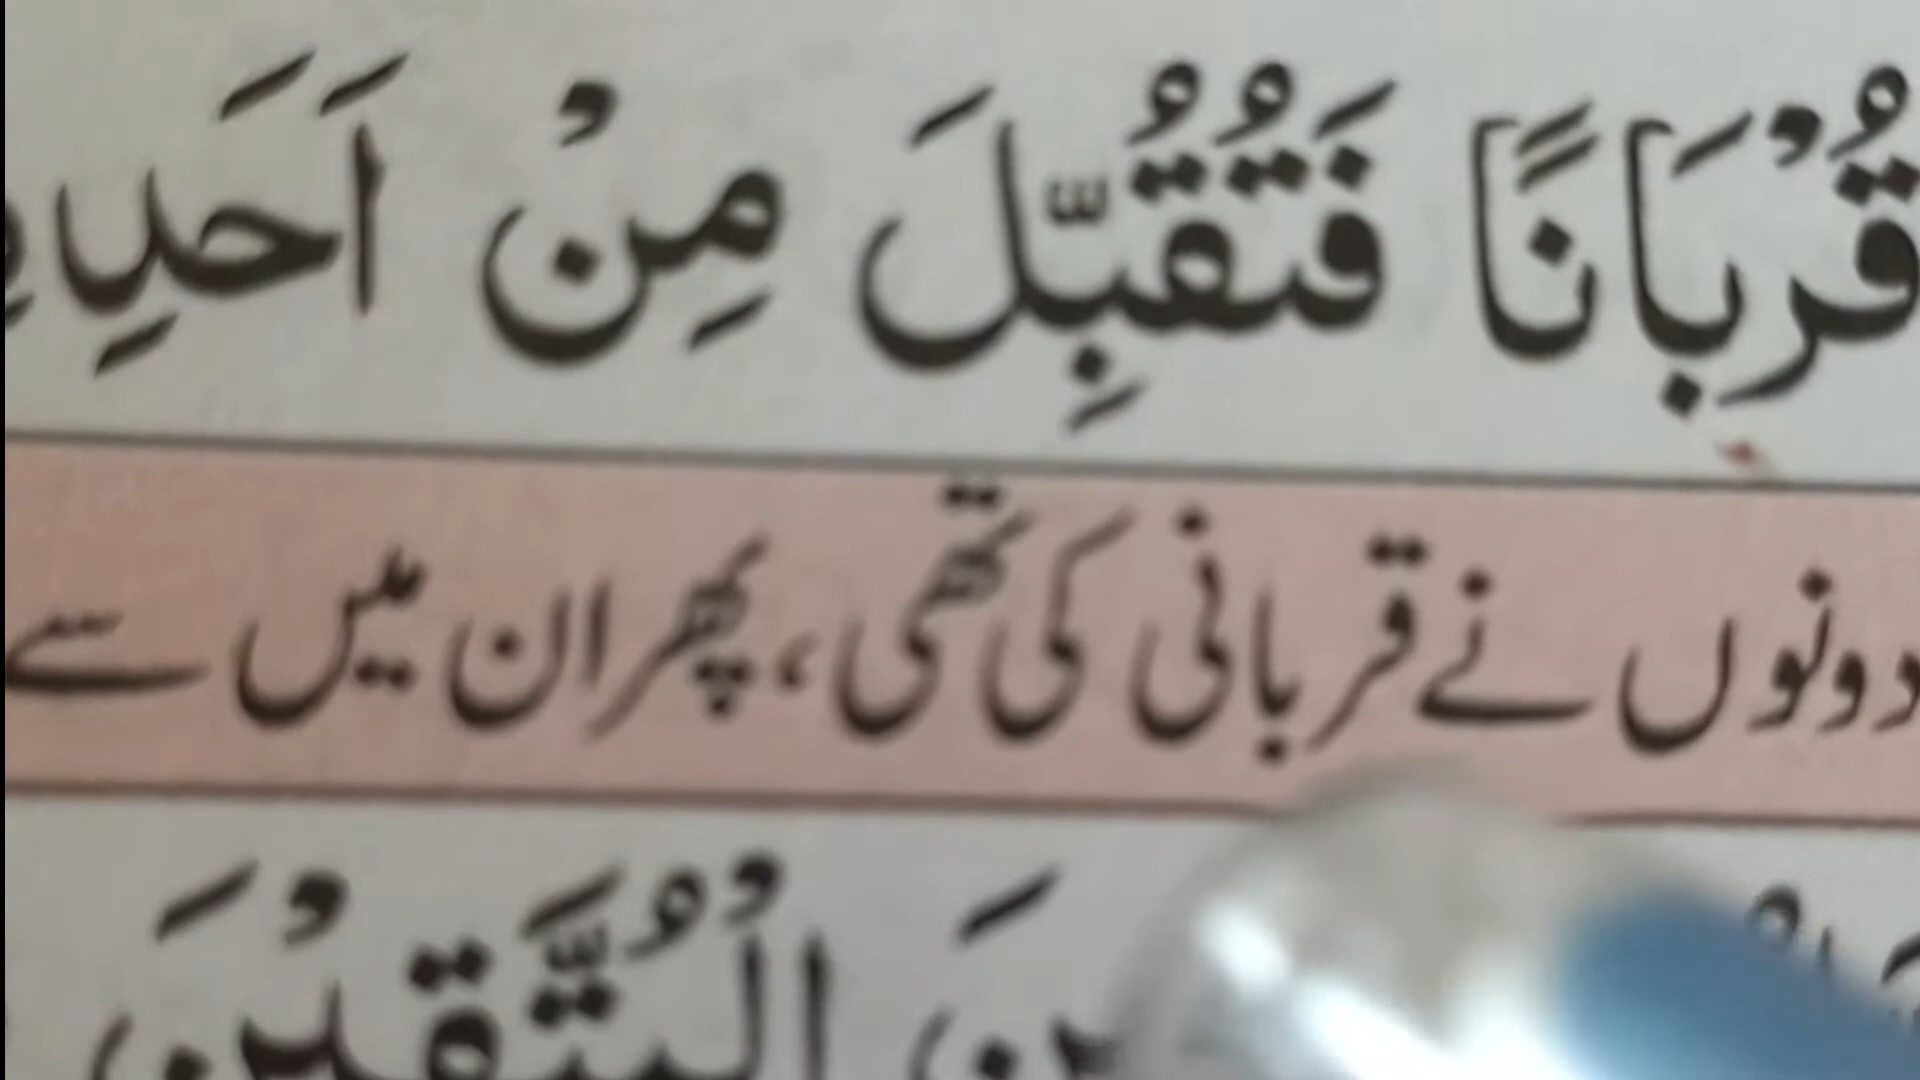 قُرْبَانًا فَتُقُبِّلَ مِنْ اَحَدِ
دونوں نے قربانی کی تھی، پھر ان میں سے
الْمُتَّقِيْنَ